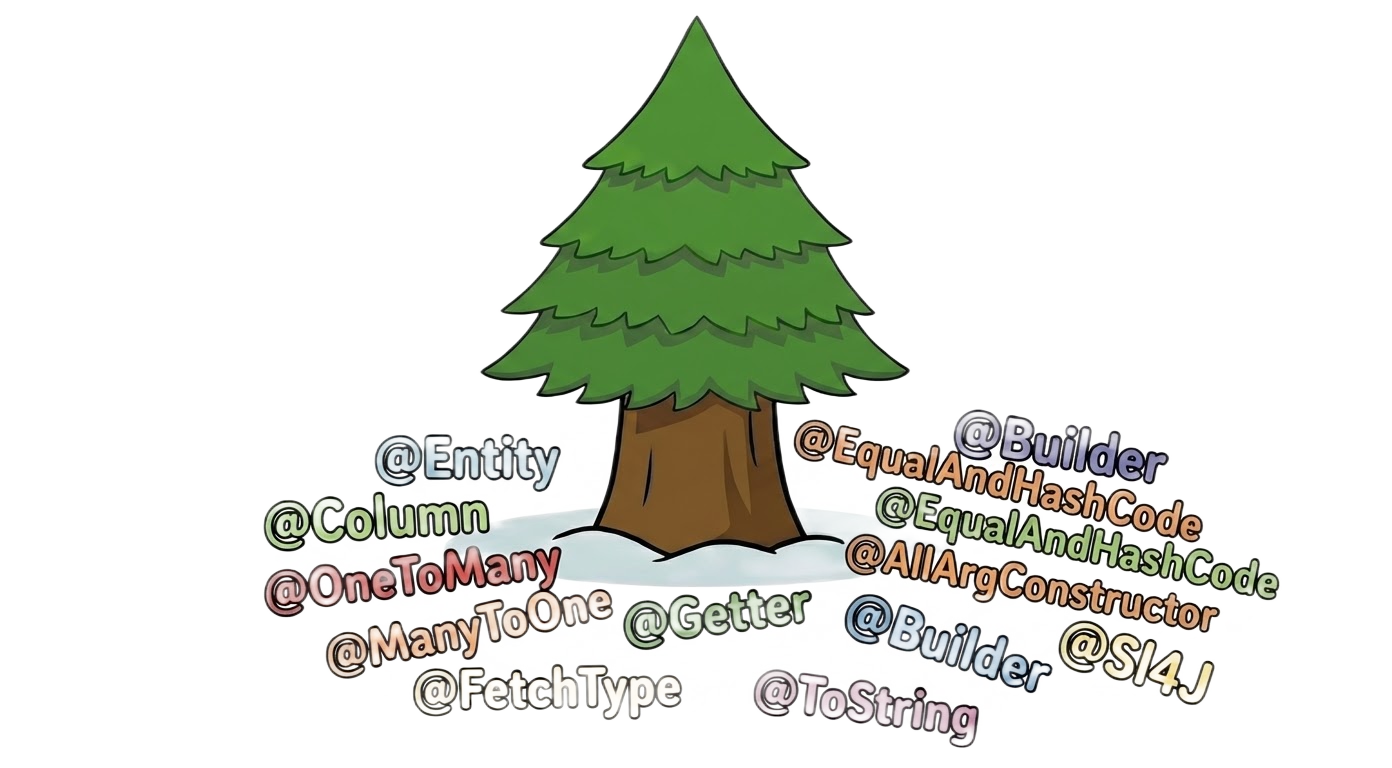 @Entity
@Column
@OneToMany
@ManyToOne
@FetchType
@Getter
@ToString
@Builder
@EqualAndHashCode
@EqualAndHashCode
@AllArgConstructor
@Builder
@Sl4J